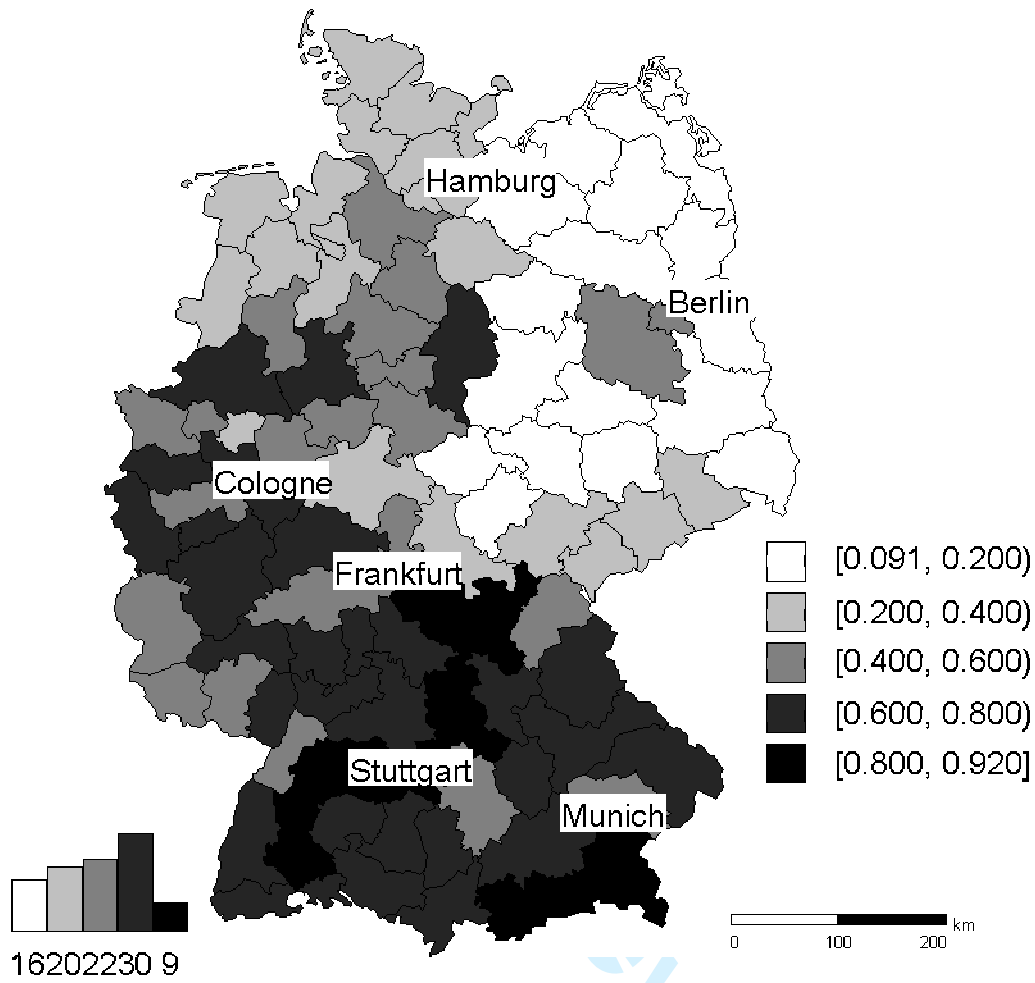 Hamburg
Berlin
Cologne
Frankfurt
Stuttgart
Munich
[0.091, 0.200)
[0.200, 0.400)
[0.400, 0.600)
[0.600, 0.800)
[0.800, 0.920]
16202230 9
km
0 100 200